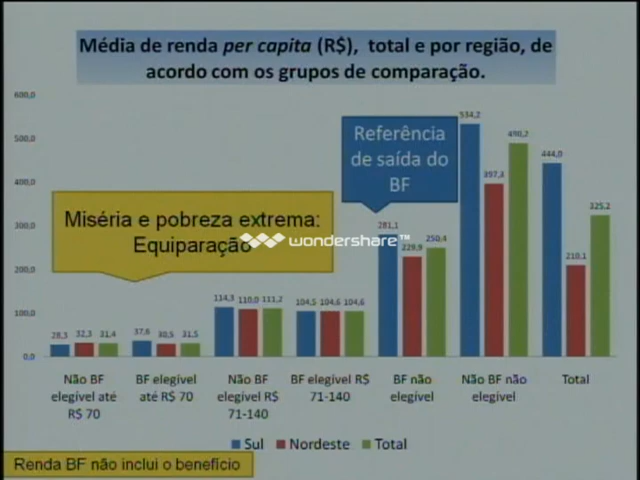 Média de renda per capita (R$), total e por região, de
acordo com os grupos de comparação.
600,0
500,0
400,0
300,0
200,0
100,0
0,0
Referência
de saída do
BF
Miséria e pobreza extrema:
Equiparação
wondershare™
28,3 32,3 31,4
37,6 30,5 31,5
114,3 110,0 111,2
104,5 104,6 104,6
281,1 229,9 250,4
534,2 397,3 490,2
444,0 210,1 325,2
Não BF
elegível até
R$ 70
BF elegível
até R$ 70
Não BF
elegível R$
71-140
BF elegível R$
71-140
BF não
elegível
Não BF não
elegível
Total
Sul Nordeste Total
Renda BF não inclui o benefício